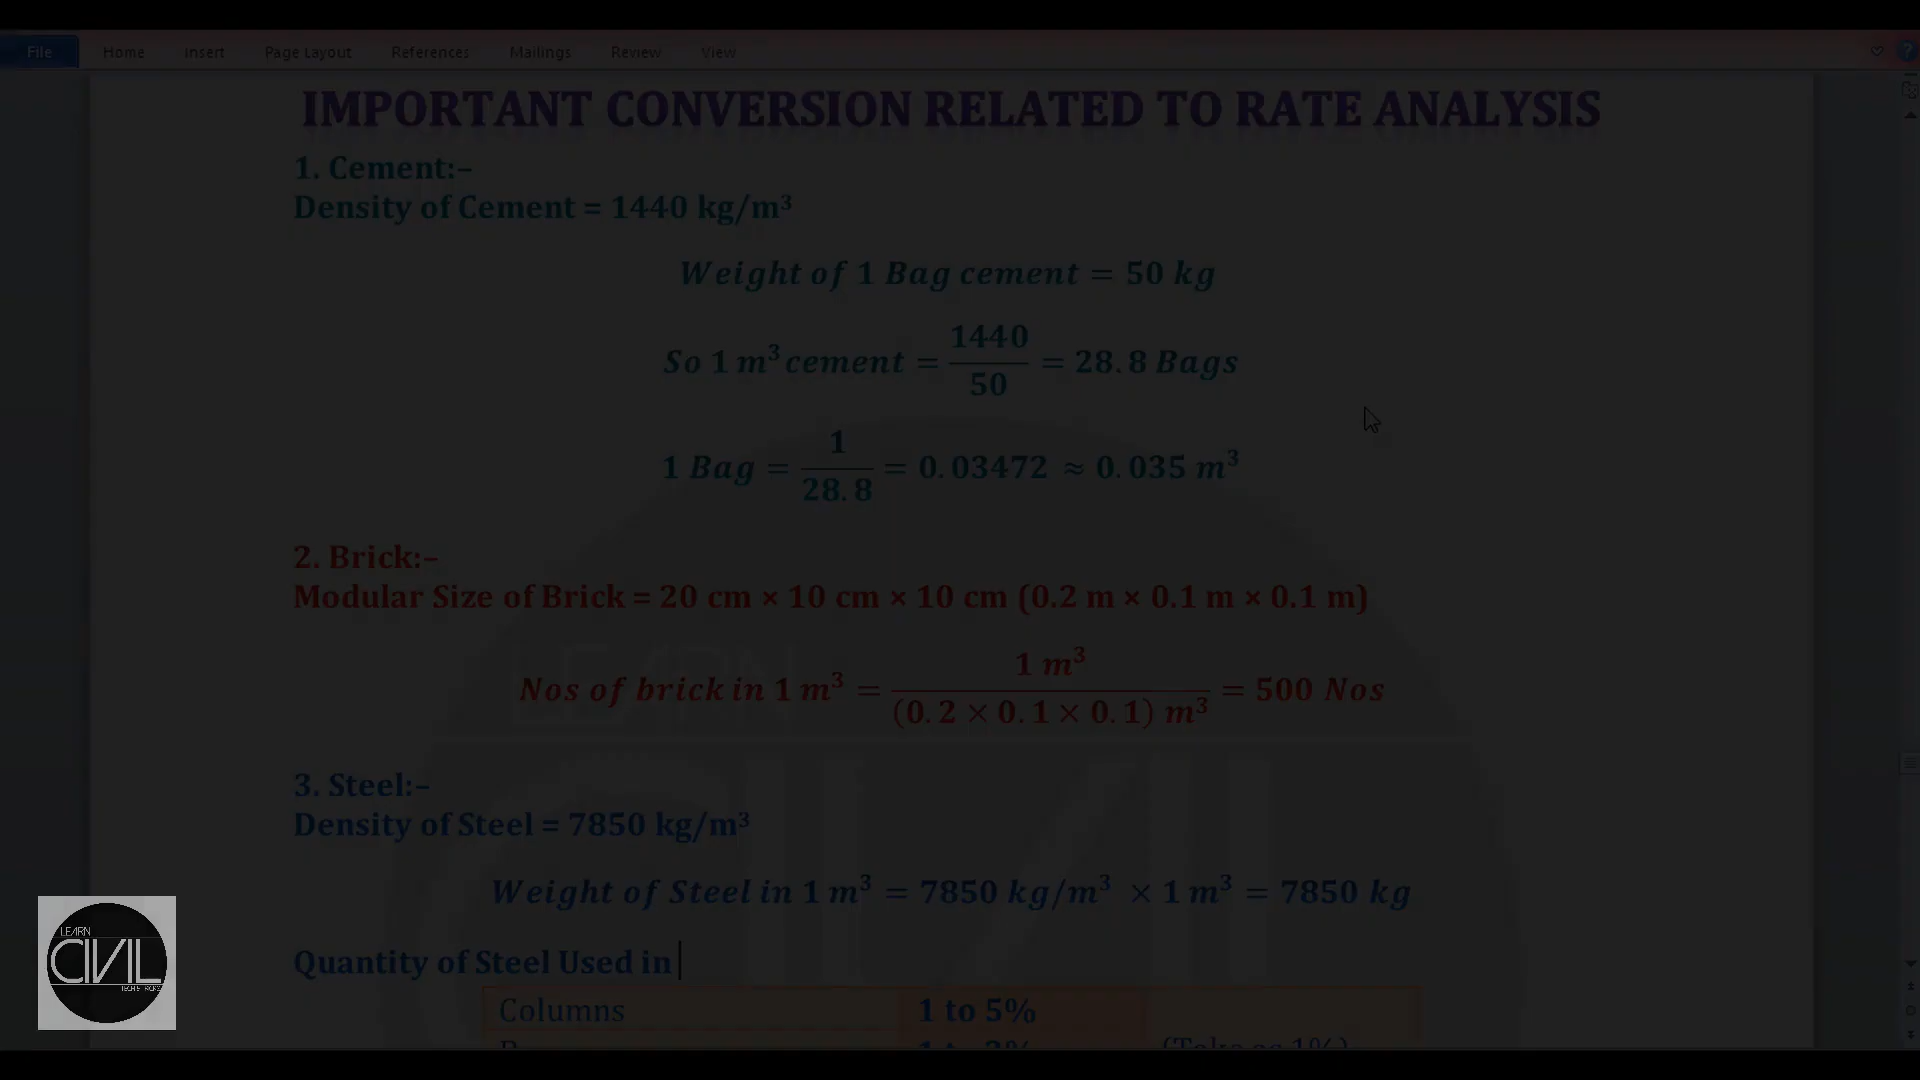 File Home Insert Page Layout References Mailings Review View
IMPORTANT CONVERSION RELATED TO RATE ANALYSIS
1. Cement:–
Density of Cement = 1440 kg/m³
Weight of 1 Bag cement = 50 kg
So 1 m³ cement = 1440/50 = 28.8 Bags
1 Bag = 1/28.8 = 0.03472 ≈ 0.035 m³
2. Brick:–
Modular Size of Brick = 20 cm × 10 cm × 10 cm (0.2 m × 0.1 m × 0.1 m)
Nos of brick in 1 m³ = 1 m³/(0.2 × 0.1 × 0.1) m³ = 500 Nos
3. Steel:–
Density of Steel = 7850 kg/m³
Weight of Steel in 1 m³ = 7850 kg/m³ × 1 m³ = 7850 kg
Quantity of Steel Used in
Columns 1 to 5%
LEARN
CIVIL